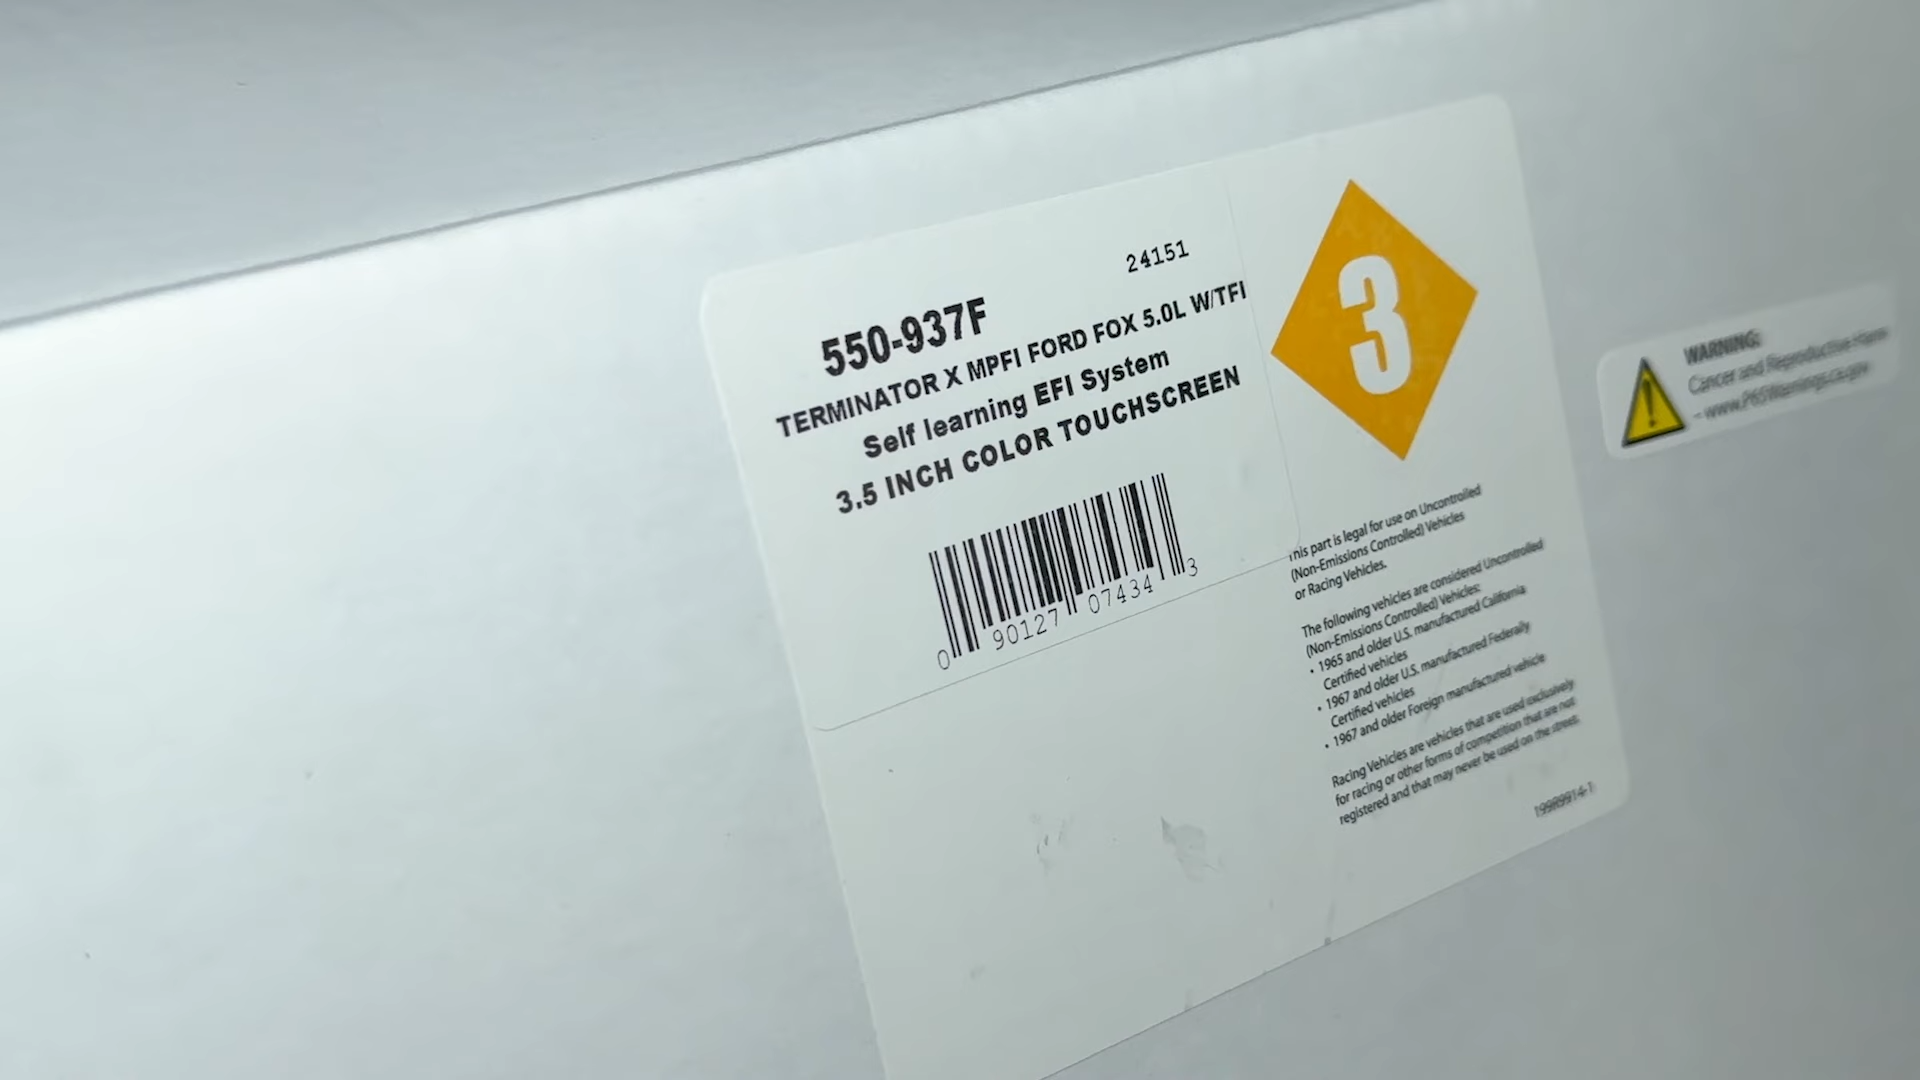 24151
550-937F
TERMINATOR X MPFI FORD FOX 5.0L W/TFI
Self learning EFI System
3.5 INCH COLOR TOUCHSCREEN
0 90127 07434 3
3
This part is legal for use on Uncontrolled
(Non-Emissions Controlled) Vehicles
or Racing Vehicles.
The following vehicles are considered Uncontrolled
(Non-Emissions Controlled) Vehicles:
• 1965 and older U.S. manufactured California
Certified vehicles
• 1967 and older U.S. manufactured Federally
Certified vehicles
• 1967 and older Foreign manufactured vehicle
Racing Vehicles are vehicles that are used exclusively
for racing or other forms of competition that are not
registered and that may never be used on the street.
199R9914-1
WARNING:
Cancer and Reproductive Harm
- www.P65Warnings.ca.gov